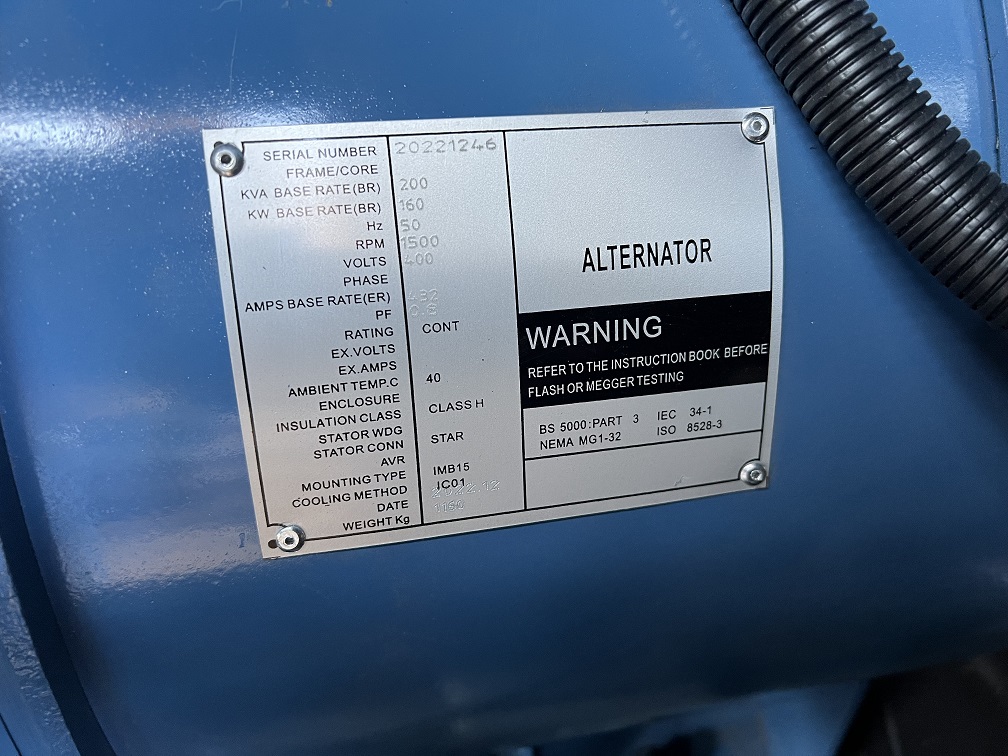 SERIAL NUMBER 20221246
FRAME/CORE
KVA BASE RATE(BR) 200
KW BASE RATE(BR) 160
Hz 50
RPM 1500
VOLTS 400
PHASE
AMPS BASE RATE(ER)
PF 0.8
RATING CONT
EX.VOLTS
EX.AMPS
AMBIENT TEMP.C 40
ENCLOSURE
INSULATION CLASS CLASS H
STATOR WDG
STATOR CONN STAR
AVR
MOUNTING TYPE IMB15
COOLING METHOD IC01
DATE 2022.12
WEIGHT Kg
ALTERNATOR
WARNING
REFER TO THE INSTRUCTION BOOK BEFORE
FLASH OR MEGGER TESTING
BS 5000:PART 3 IEC 34-1
NEMA MG1-32 ISO 8528-3